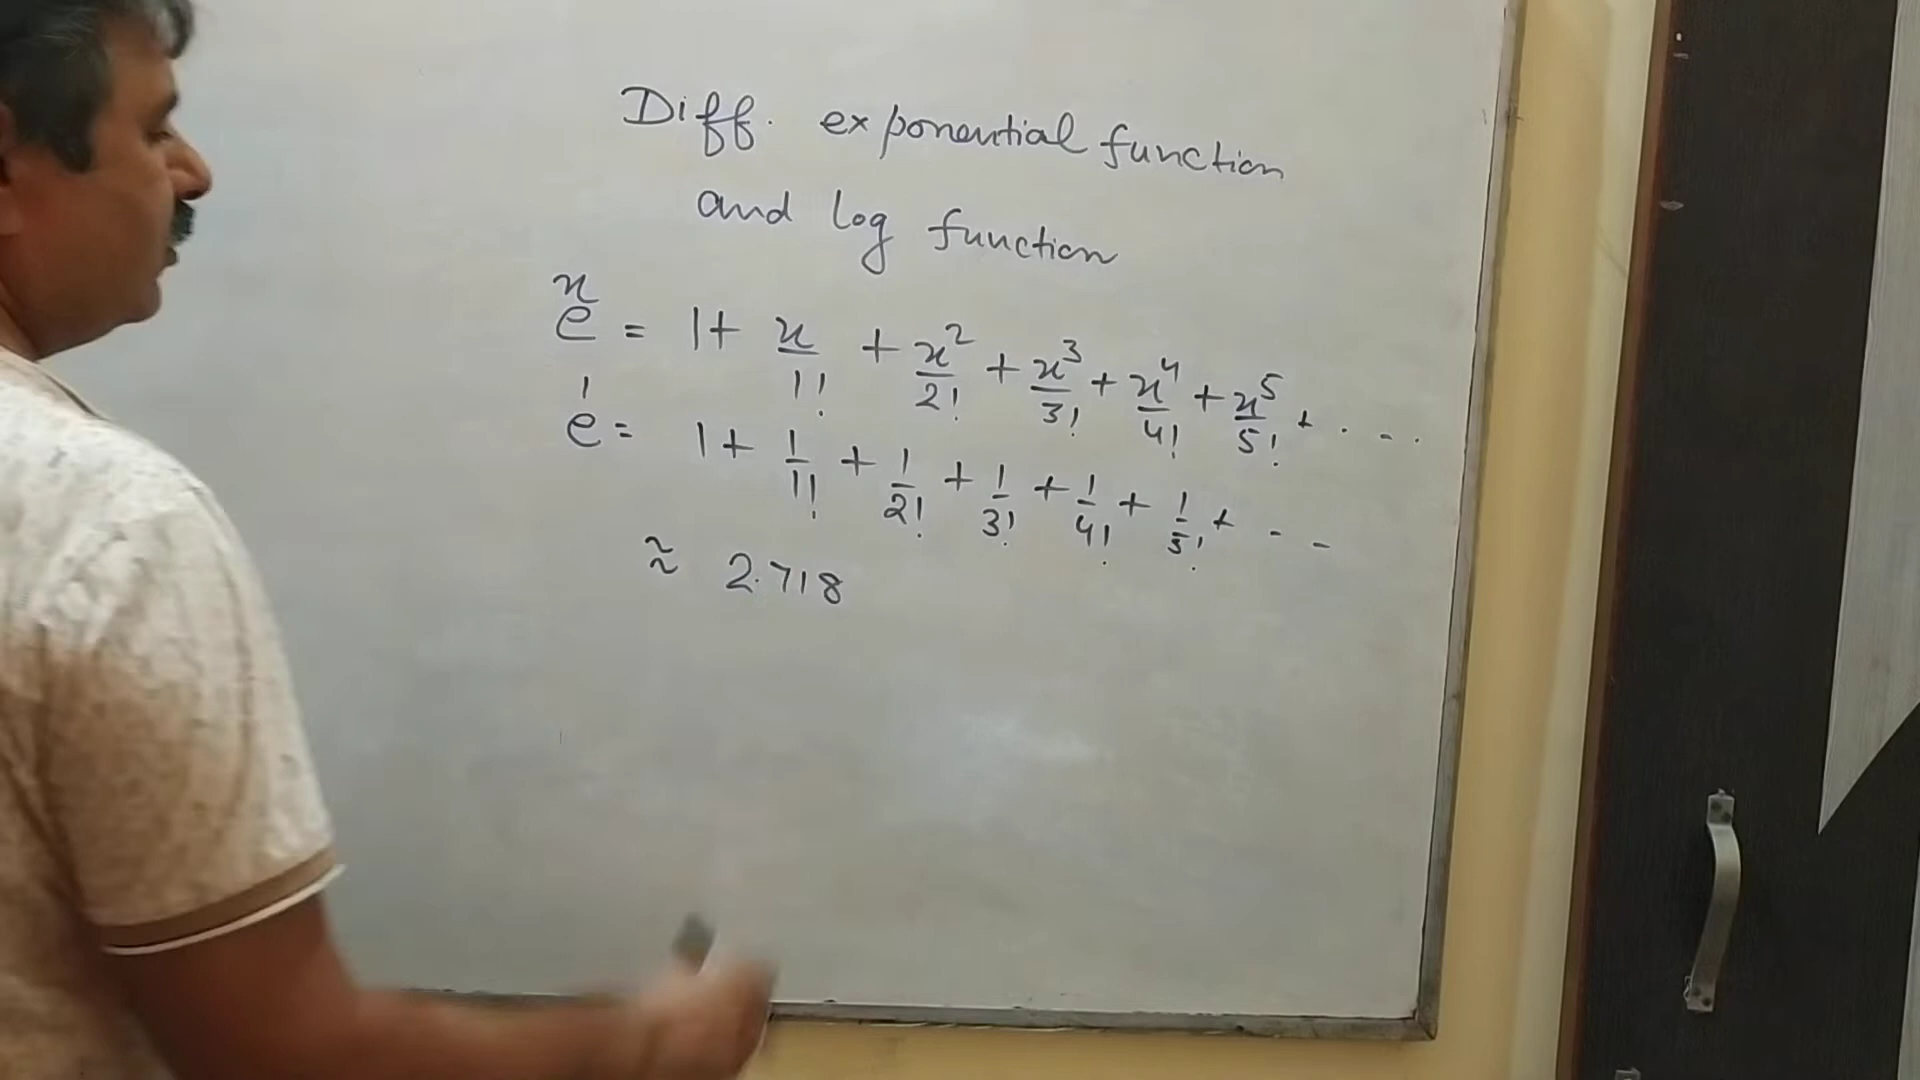 Diff. exponential function
and log function
e^x = 1 + x/1! + x^2/2! + x^3/3! + x^4/4! + x^5/5! + ....
e^1 = 1 + 1/1! + 1/2! + 1/3! + 1/4! + 1/5! + --
≈ 2.718